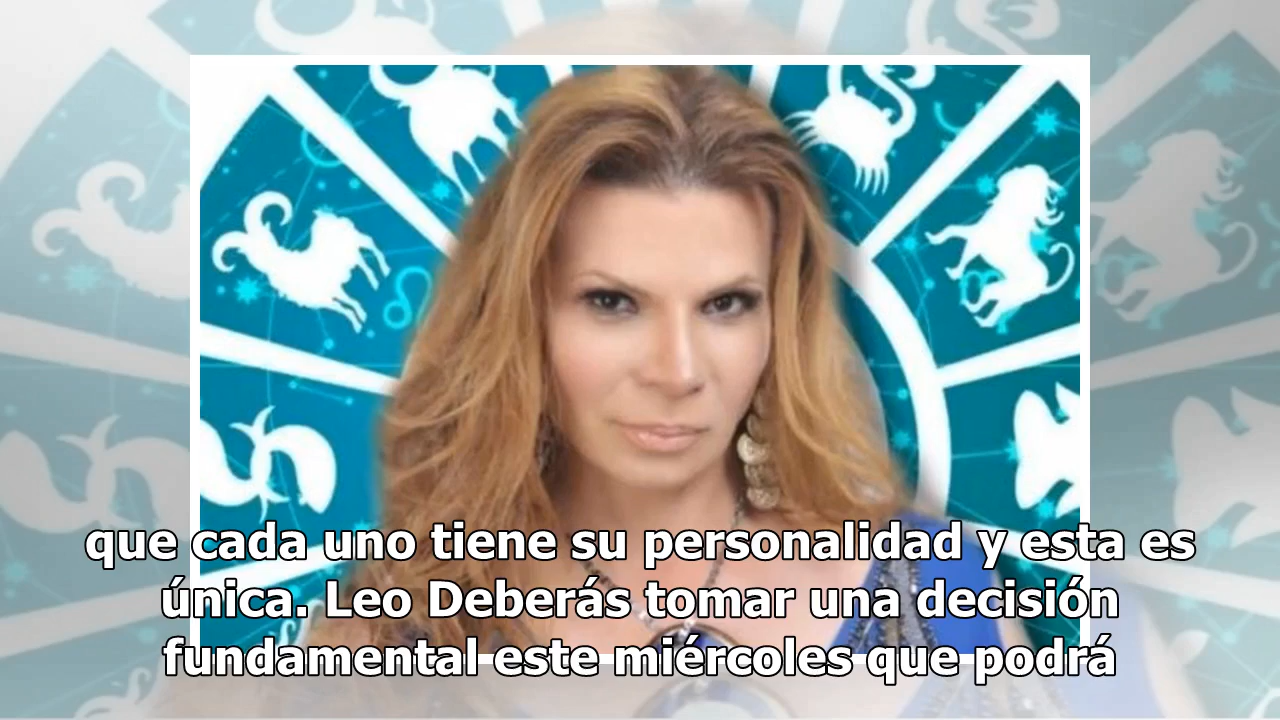 que cada uno tiene su personalidad y esta es
única. Leo Deberás tomar una decisión
fundamental este miércoles que podrá